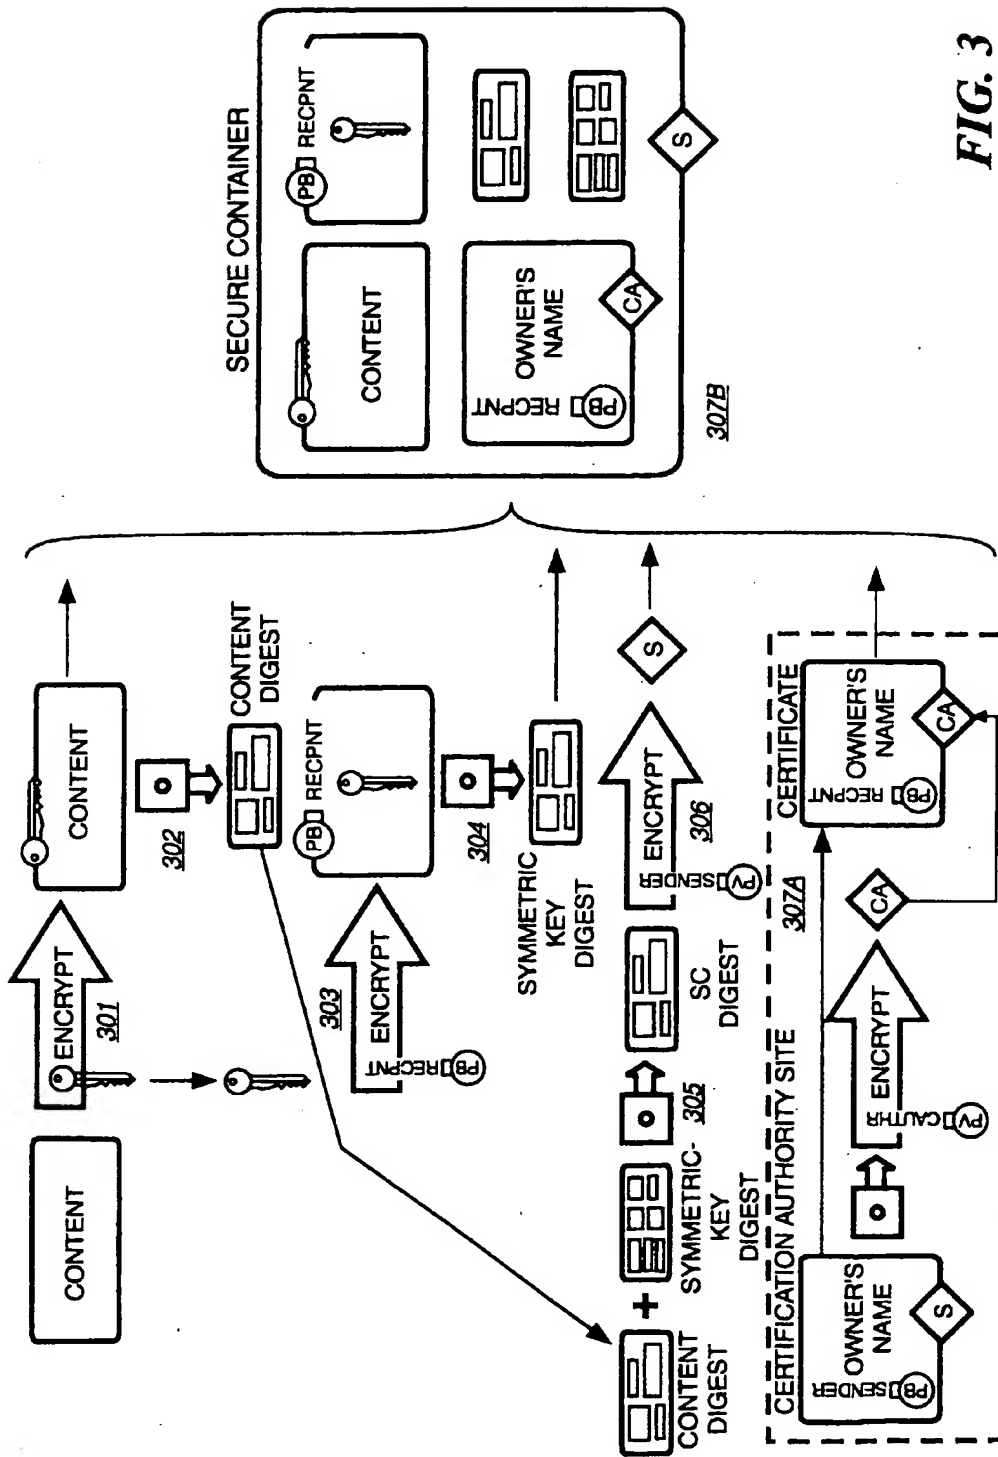 CONTENT
ENCRYPT
301
CONTENT
302
CONTENT
DIGEST
PB RECPNT
303
ENCRYPT
PB RECPNT
304
SYMMETRIC
KEY
DIGEST
CONTENT
DIGEST
+
SYMMETRIC-
KEY
DIGEST
305
SC
DIGEST
ENCRYPT
PV SENDER
306
S
CERTIFICATION AUTHORITY SITE
307A
OWNER'S
NAME
PB SENDER
S
ENCRYPT
PV CAUTHR
CA
CERTIFICATE
OWNER'S
NAME
PB RECPNT
CA
SECURE CONTAINER
CONTENT
PB RECPNT
OWNER'S
NAME
PB RECPNT
CA
S
307B
FIG. 3